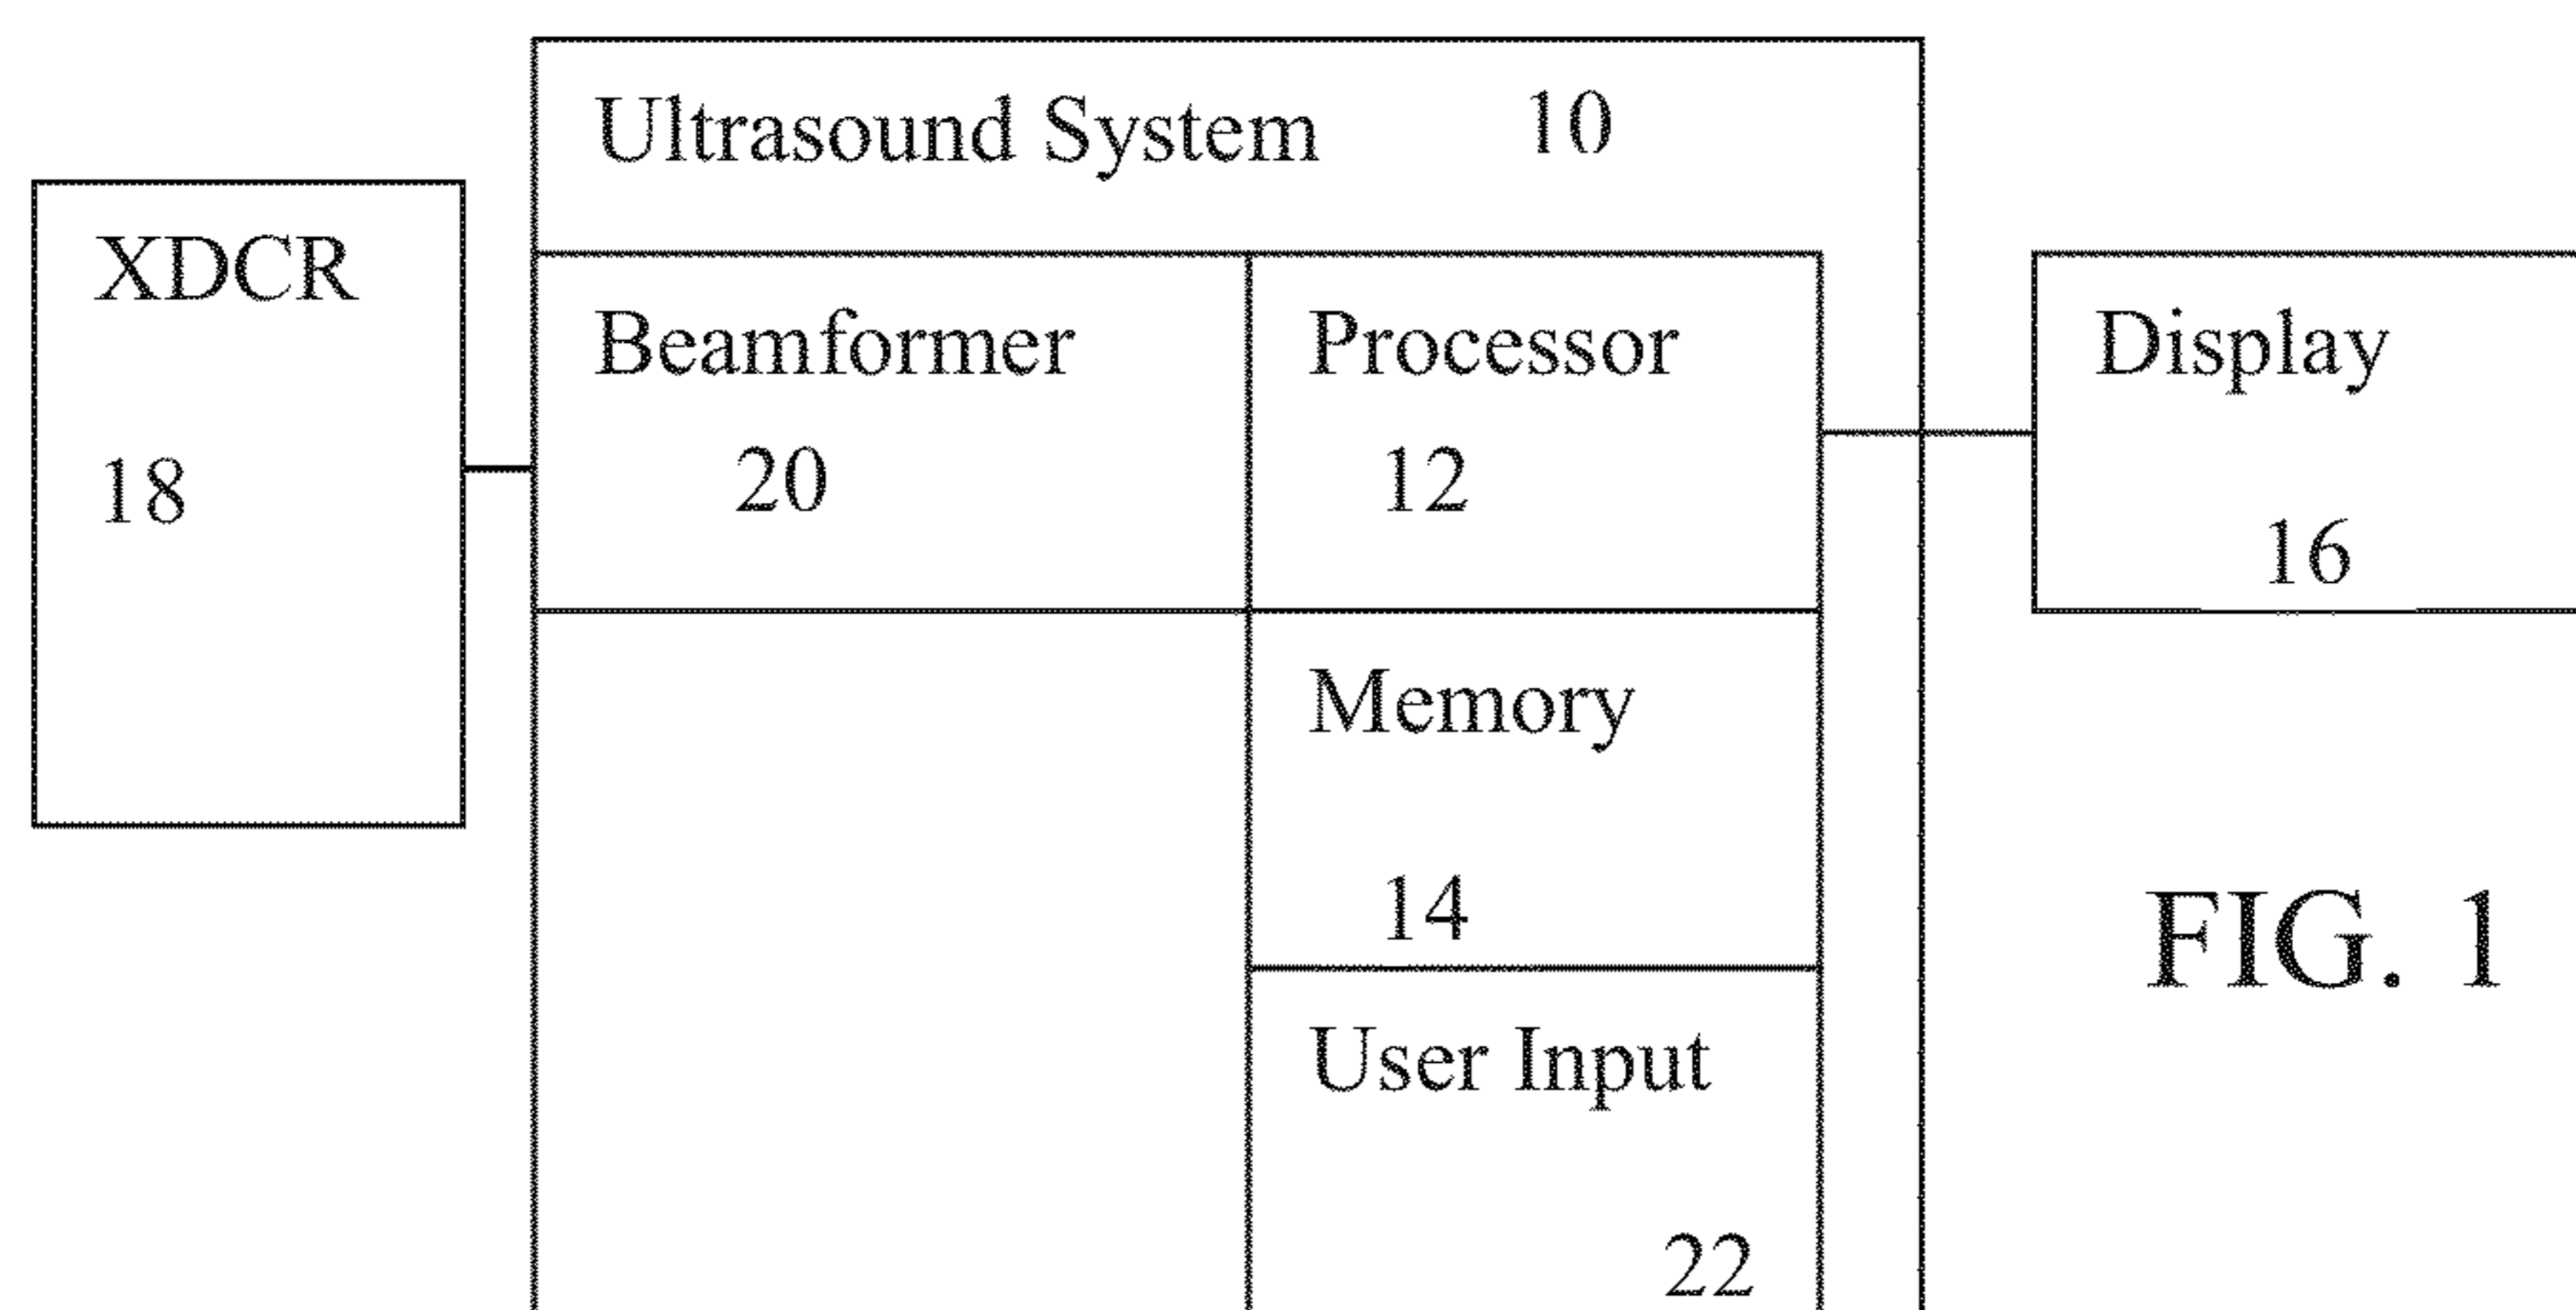 Ultrasound System 10
XDCR
18
Beamformer
20
Processor
12
Display
16
Memory
14
User Input
22
FIG. 1